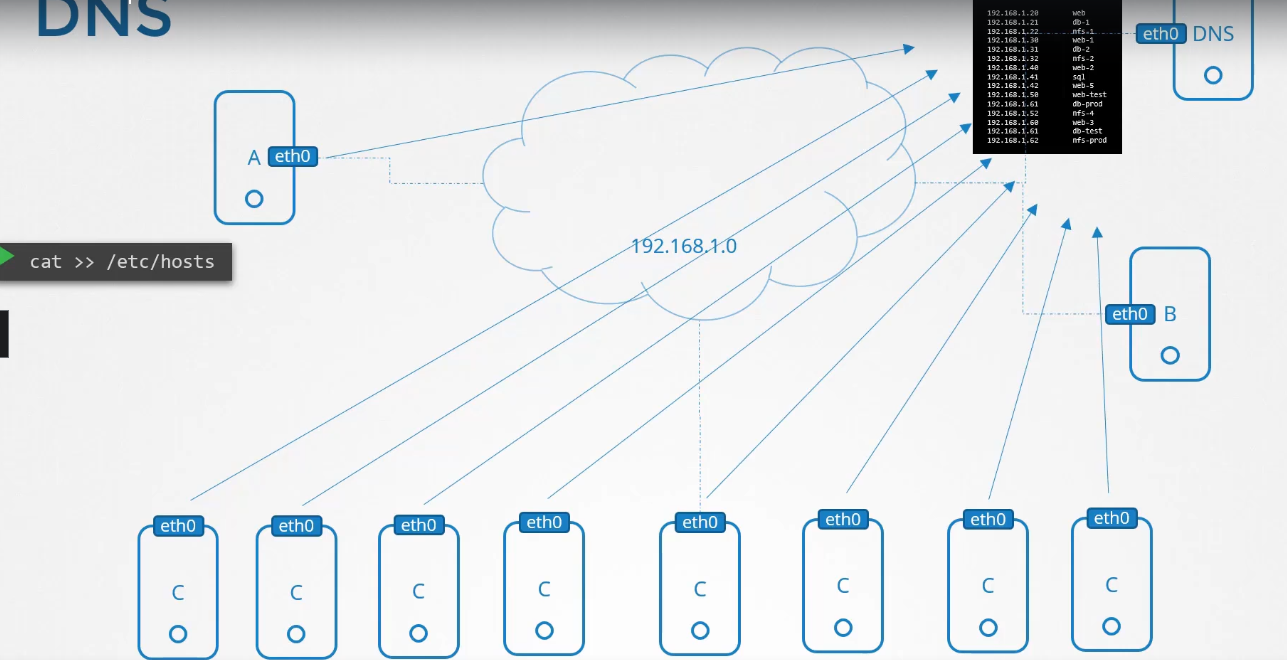 DNS
192.168.1.20 web
192.168.1.21 db-1
192.168.1.22 nfs-1
192.168.1.30 web-1
192.168.1.31 db-2
192.168.1.32 nfs-2
192.168.1.40 web-2
192.168.1.41 sql
192.168.1.42 web-5
192.168.1.50 web-test
192.168.1.61 db-prod
192.168.1.52 nfs-4
192.168.1.60 web-3
192.168.1.61 db-test
192.168.1.62 nfs-prod
eth0 DNS
A eth0
192.168.1.0
cat >> /etc/hosts
eth0 B
eth0 eth0 eth0 eth0 eth0 eth0 eth0 eth0
C C C C C C C C